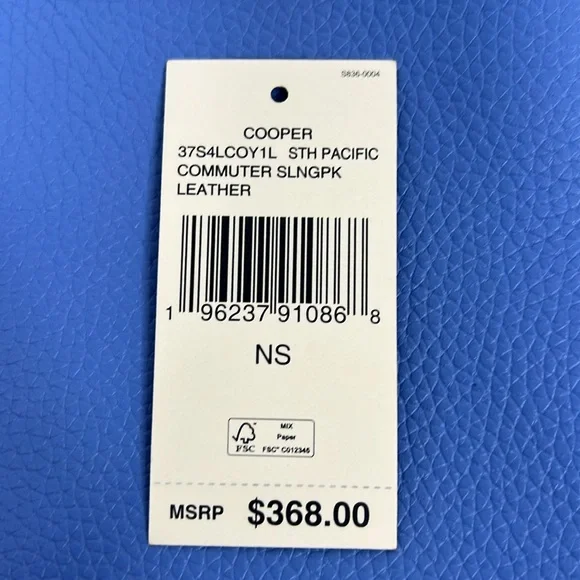 S836-0004
COOPER
37S4LCOY1L STH PACIFIC
COMMUTER SLNGPK
LEATHER
1 96237 91086 8
NS
FSC
MIX
Paper
FSC® C012345
MSRP $368.00